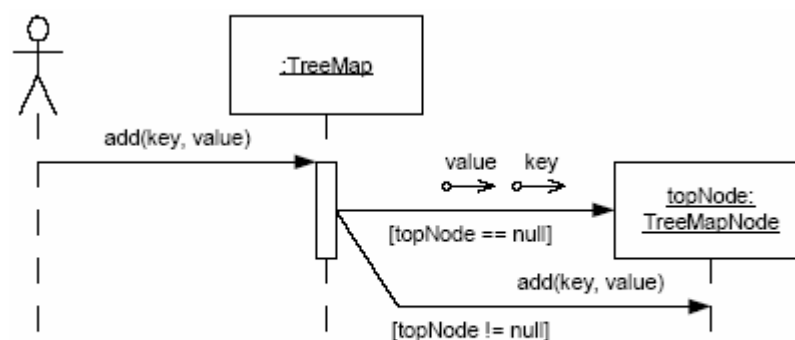 :TreeMap
add(key, value)
value key
topNode:
TreeMapNode
[topNode == null]
add(key, value)
[topNode != null]